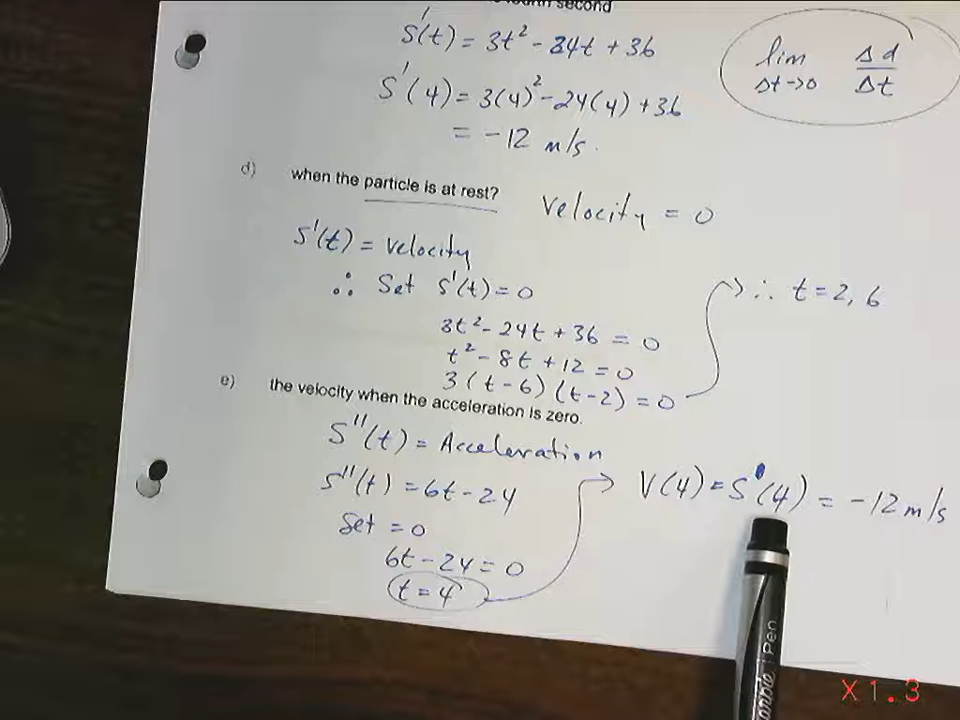 fourth second
S'(t) = 3t² - 24t + 36
lim Δt→0 Δd/Δt
S'(4) = 3(4)² - 24(4) + 36
= -12 m/s.
d) when the particle is at rest? Velocity = 0
S'(t) = velocity
∴ Set S'(t) = 0
3t² - 24t + 36 = 0
t² - 8t + 12 = 0
3(t-6)(t-2) = 0
∴ t = 2, 6
e) the velocity when the acceleration is zero.
S''(t) = Acceleration
S''(t) = 6t - 24
Set = 0
6t - 24 = 0
t = 4
V(4) = S'(4) = -12 m/s
Pen
X1.3